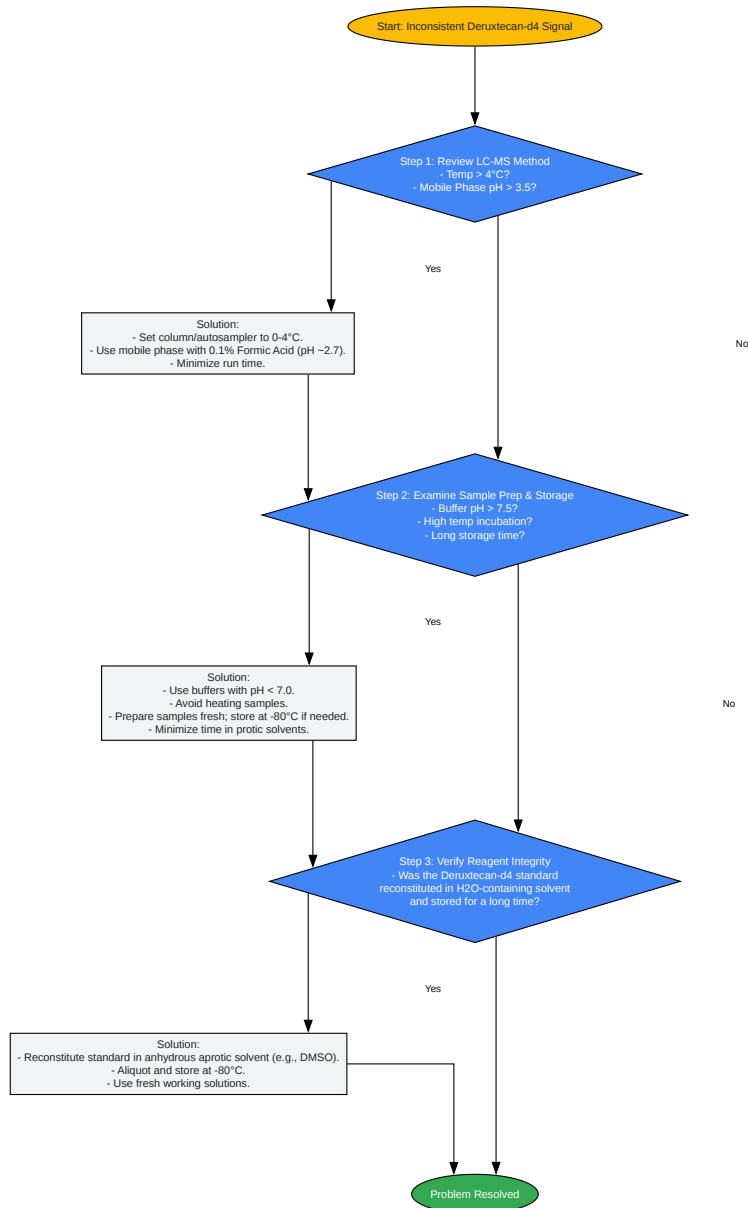 Start: Inconsistent Deruxtecan-d4 Signal
Step 1: Review LC-MS Method
- Temp > 4°C?
- Mobile Phase pH > 3.5?
Yes
Solution:
- Set column/autosampler to 0-4°C.
- Use mobile phase with 0.1% Formic Acid (pH ~2.7).
- Minimize run time.
No
Step 2: Examine Sample Prep & Storage
- Buffer pH > 7.5?
- High temp incubation?
- Long storage time?
Yes
Solution:
- Use buffers with pH < 7.0.
- Avoid heating samples.
- Prepare samples fresh; store at -80°C if needed.
- Minimize time in protic solvents.
No
Step 3: Verify Reagent Integrity
- Was the Deruxtecan-d4 standard
reconstituted in H2O-containing solvent
and stored for a long time?
Yes
Solution:
- Reconstitute standard in anhydrous aprotic solvent (e.g., DMSO).
- Aliquot and store at -80°C.
- Use fresh working solutions.
Problem Resolved